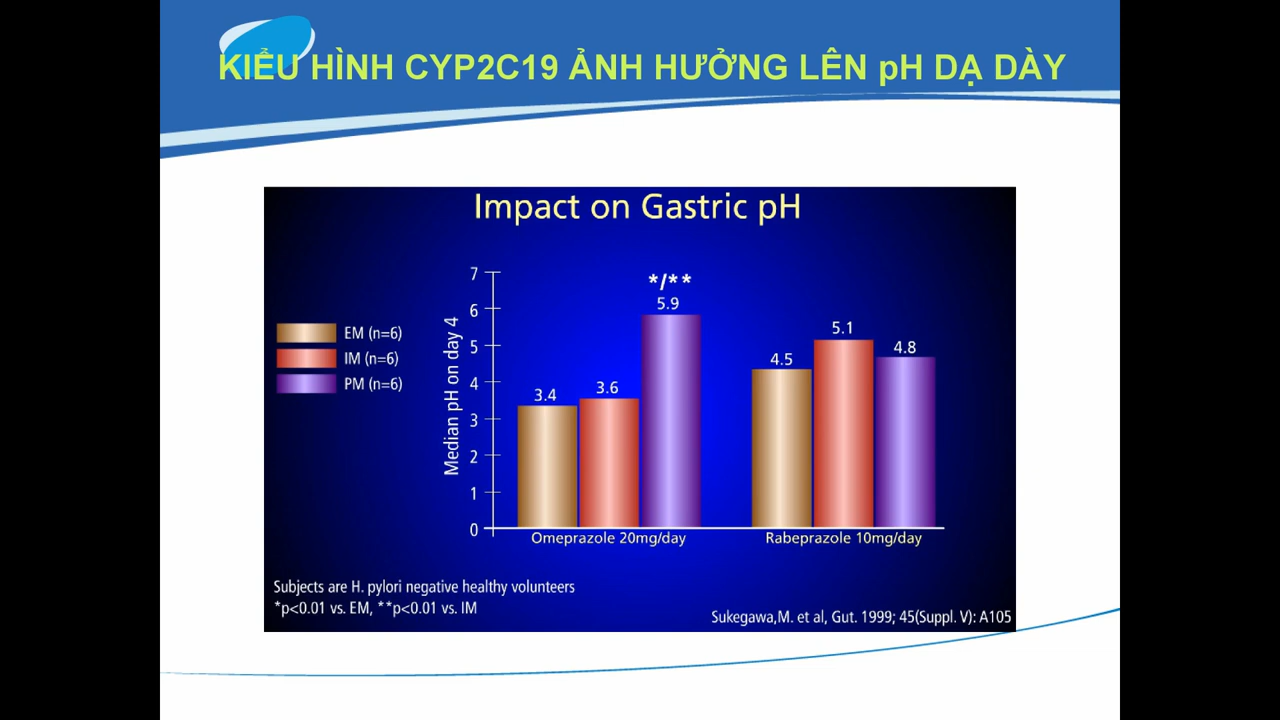 KIỂU HÌNH CYP2C19 ẢNH HƯỞNG LÊN pH DẠ DÀY
Impact on Gastric pH
EM (n=6)
IM (n=6)
PM (n=6)
Median pH on day 4
7
6
5
4
3
2
1
0
3.4
3.6
*/**
5.9
4.5
5.1
4.8
Omeprazole 20mg/day
Rabeprazole 10mg/day
Subjects are H. pylori negative healthy volunteers
*p<0.01 vs. EM, **p<0.01 vs. IM
Sukegawa,M. et al, Gut. 1999; 45(Suppl. V): A105